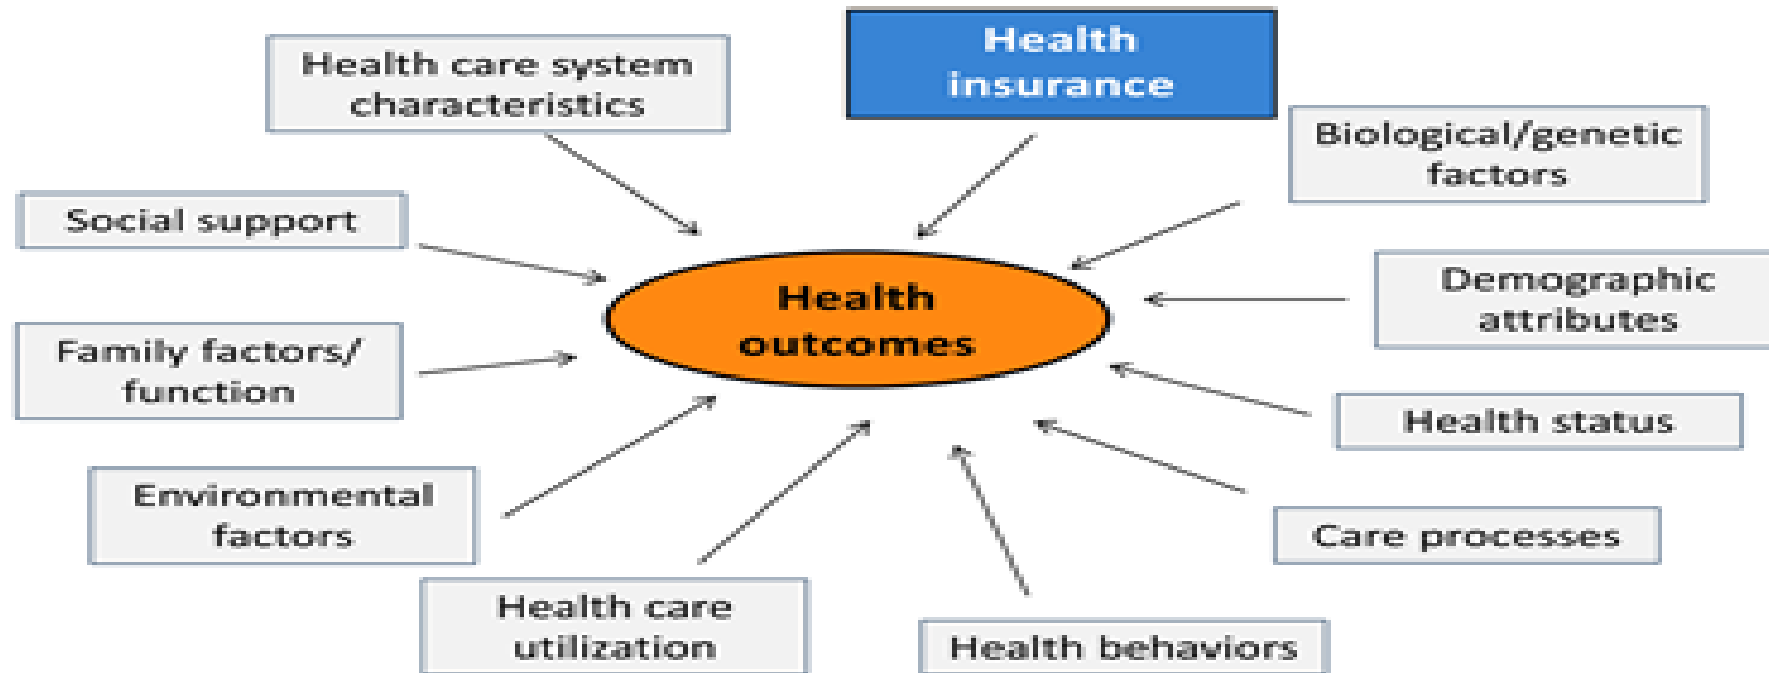 Health
insurance
Health care system
characteristics
Biological/genetic
factors
Social support
Demographic
attributes
Health
outcomes
Family factors/
function
Health status
Environmental
factors
Care processes
Health care
utilization
Health behaviors